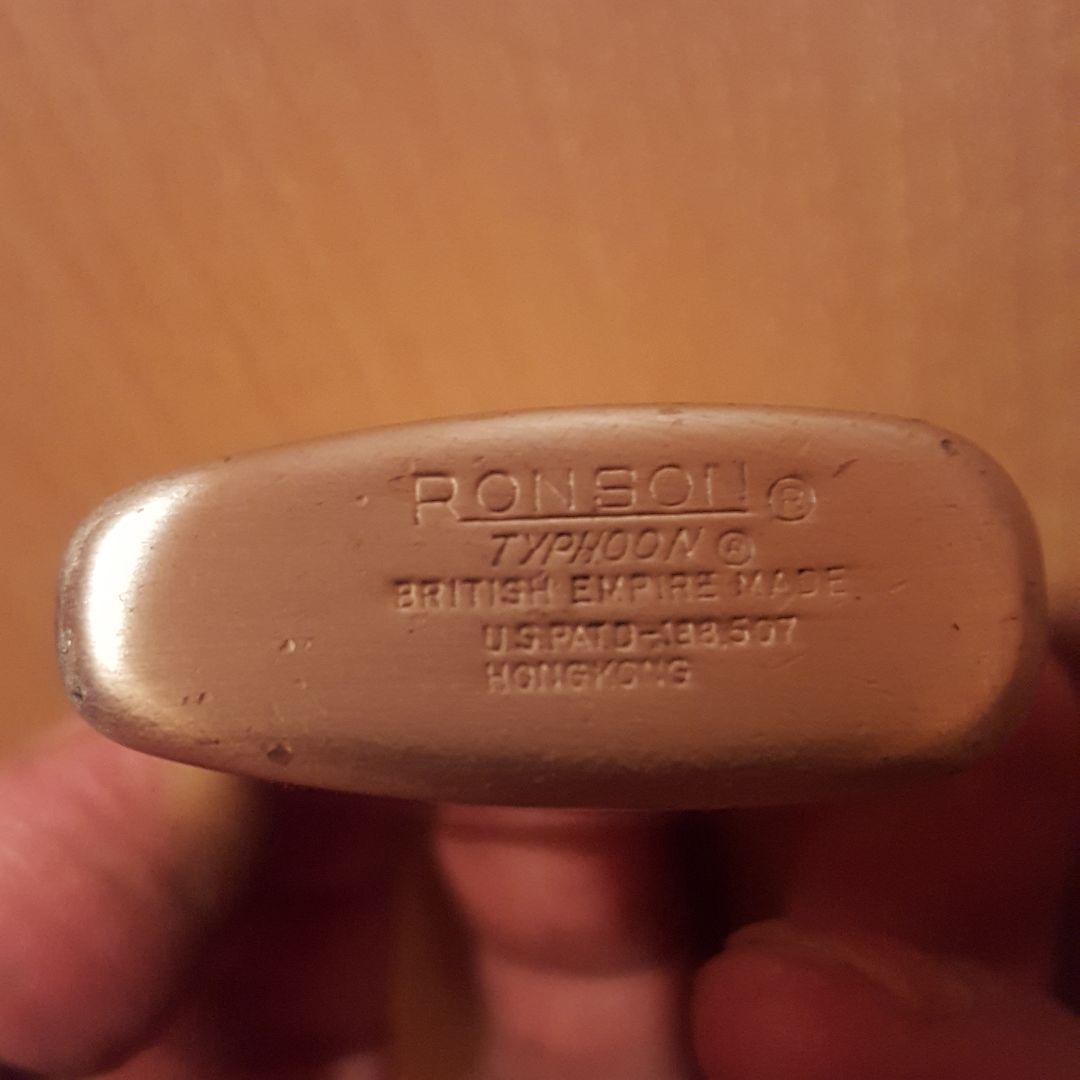 RONSON ®
TYPHOON ®
BRITISH EMPIRE MADE
U.S.PAT.D-188,507
HONGKONG